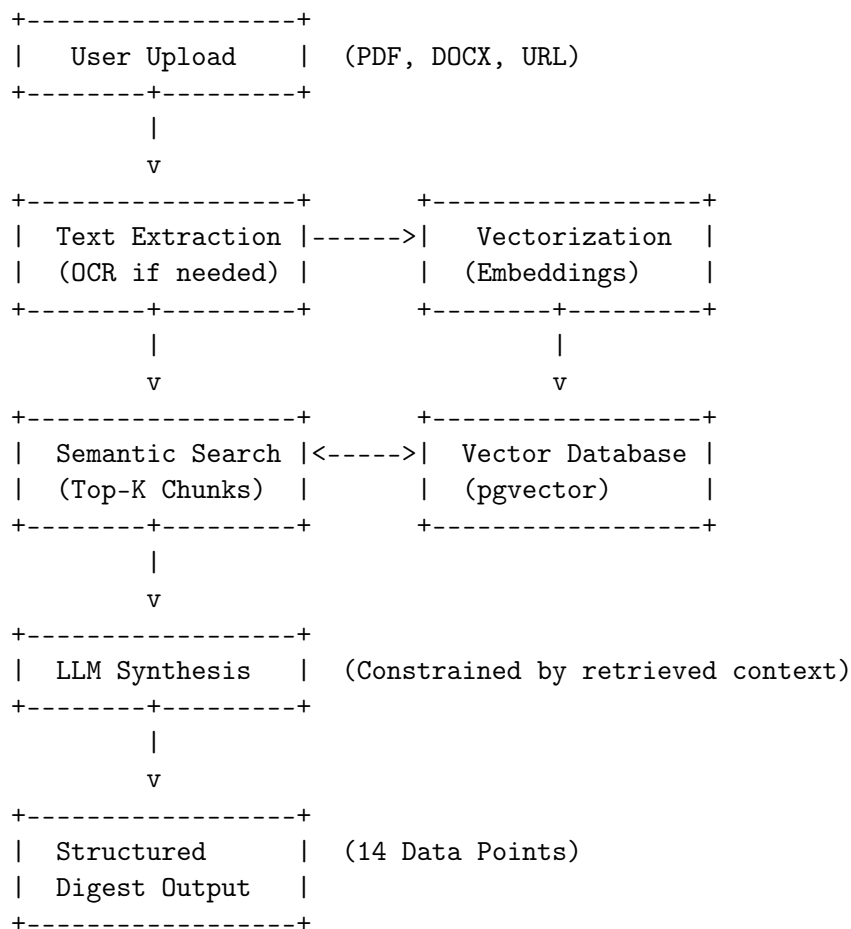 User Upload (PDF, DOCX, URL)
Text Extraction Vectorization
(OCR if needed) (Embeddings)
Semantic Search Vector Database
(Top-K Chunks) (pgvector)
LLM Synthesis (Constrained by retrieved context)
Structured (14 Data Points)
Digest Output